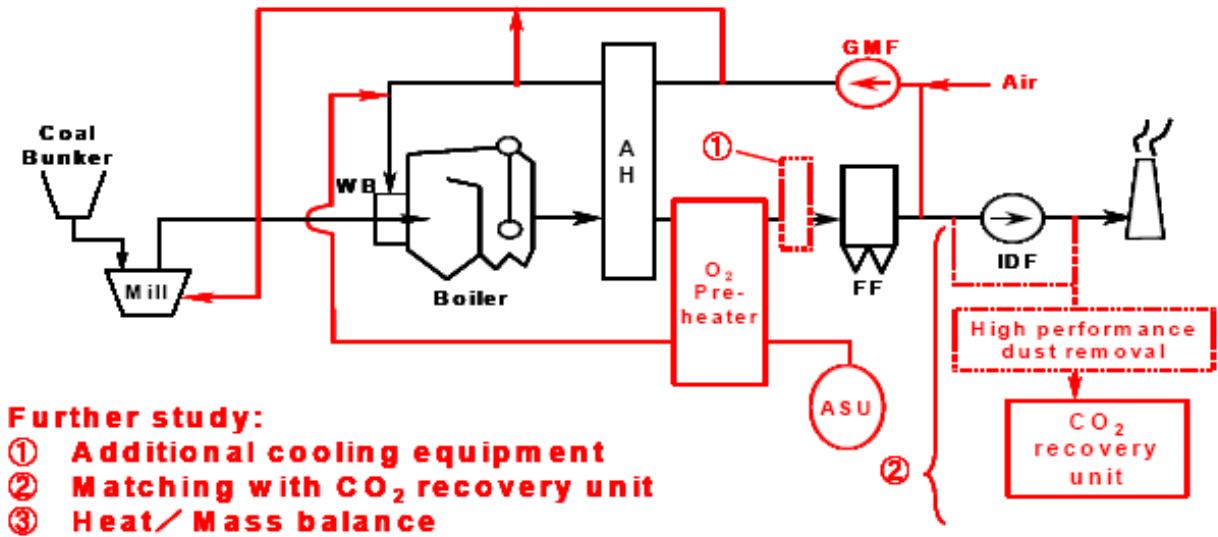 GMF
Air
Coal
Bunker
A
H
①
WB
Mill
Boiler
O₂
Pre-
heater
FF
IDF
High performance
dust removal
ASU
CO₂
recovery
unit
②
Further study:
① Additional cooling equipment
② Matching with CO₂ recovery unit
③ Heat/Mass balance